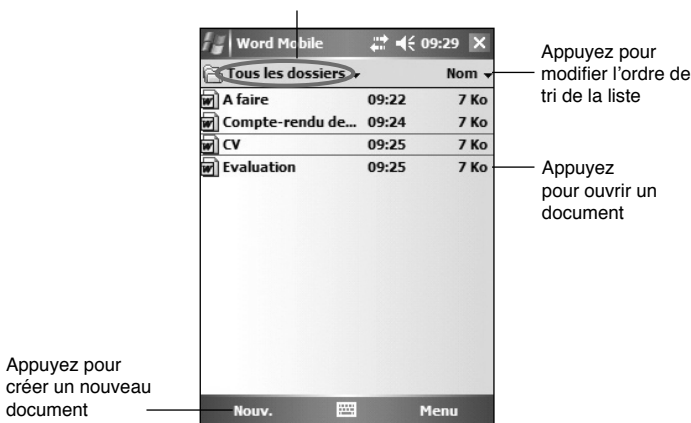 Word Mobile 09:29
Tous les dossiers Nom
A faire 09:22 7 Ko
Compte-rendu de... 09:24 7 Ko
CV 09:25 7 Ko
Evaluation 09:25 7 Ko
Nouv. Menu
Appuyez pour
modifier l'ordre de
tri de la liste
Appuyez
pour ouvrir un
document
Appuyez pour
créer un nouveau
document